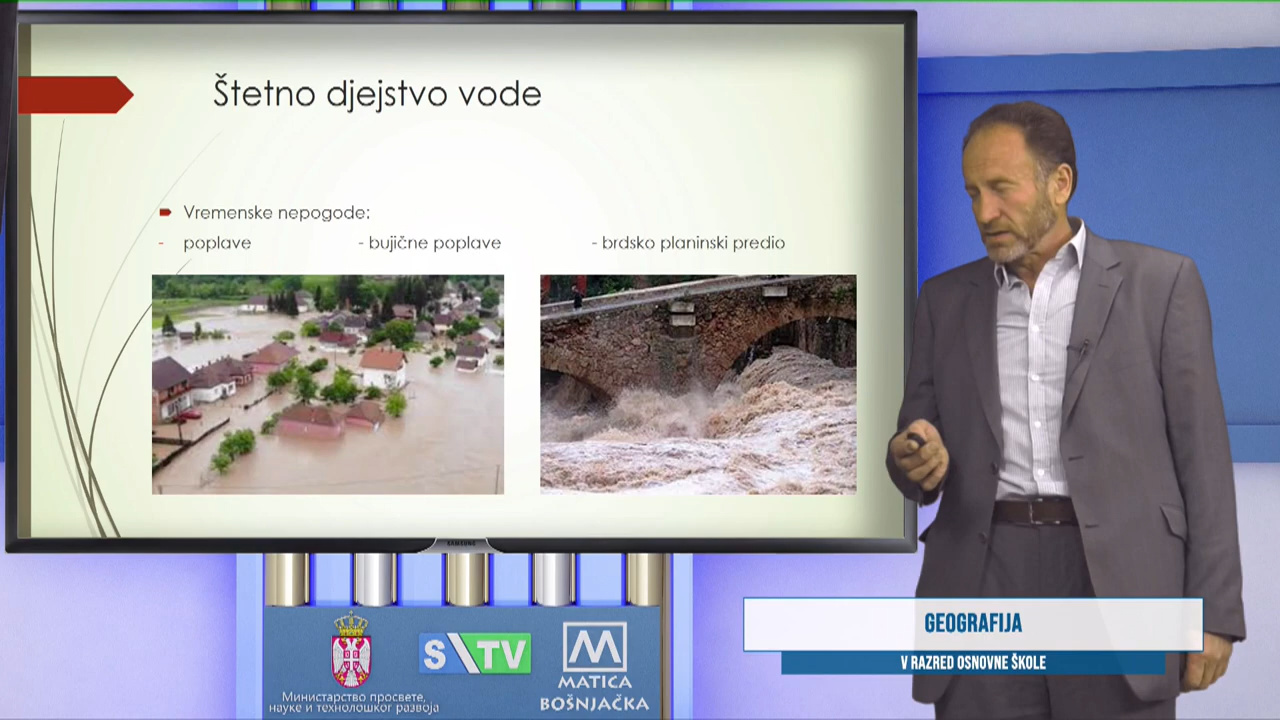 Štetno djejstvo vode
Vremenske nepogode:
- poplave - bujične poplave - brdsko planinski predio
SAMSUNG
GEOGRAFIJA
V RAZRED OSNOVNE ŠKOLE
S TV
M
MATICA
BOŠNJAČKA
Министарство просвете,
науке и технолошког развоја